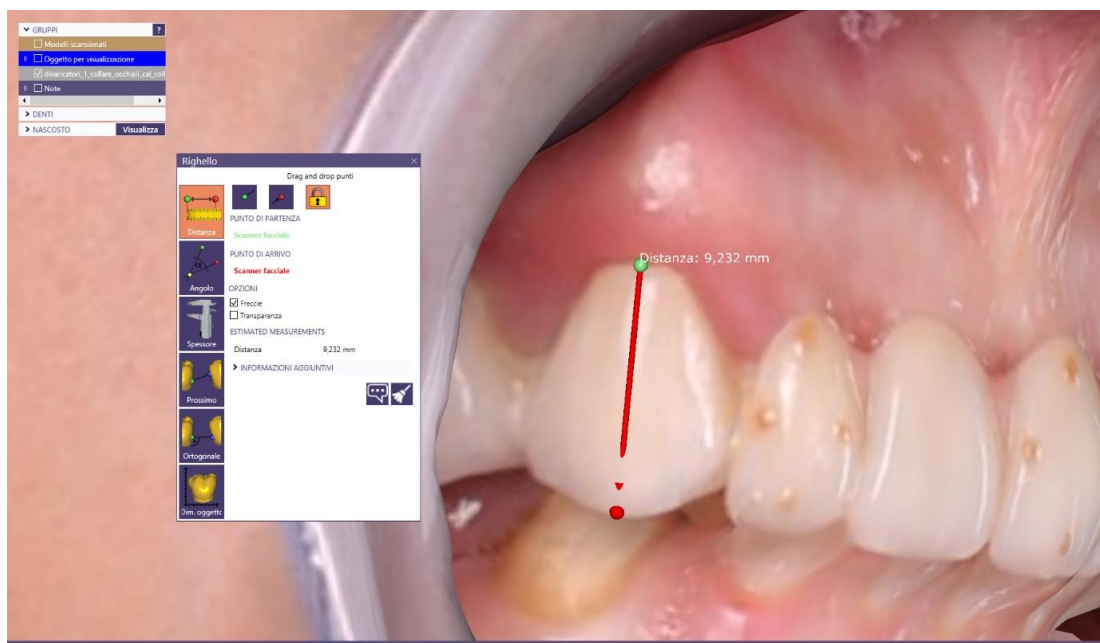 GRUPPI
?
Modelli scansionati
Oggetto per visualizzazione
divaricatori_1_collare_occhiali_cal_coll
Note
DENTI
NASCOSTO
Visualizza
Righello
Drag and drop punti
Distanza
PUNTO DI PARTENZA
Scanner facciale
PUNTO DI ARRIVO
Scanner facciale
Angolo
OPZIONI
Freccie
Transparenza
ESTIMATED MEASUREMENTS
Spessore
Distanza 9,232 mm
INFORMAZIONI AGGIUNTIVI
Prossimo
Ortogonale
Dim. oggetto
Distanza: 9,232 mm